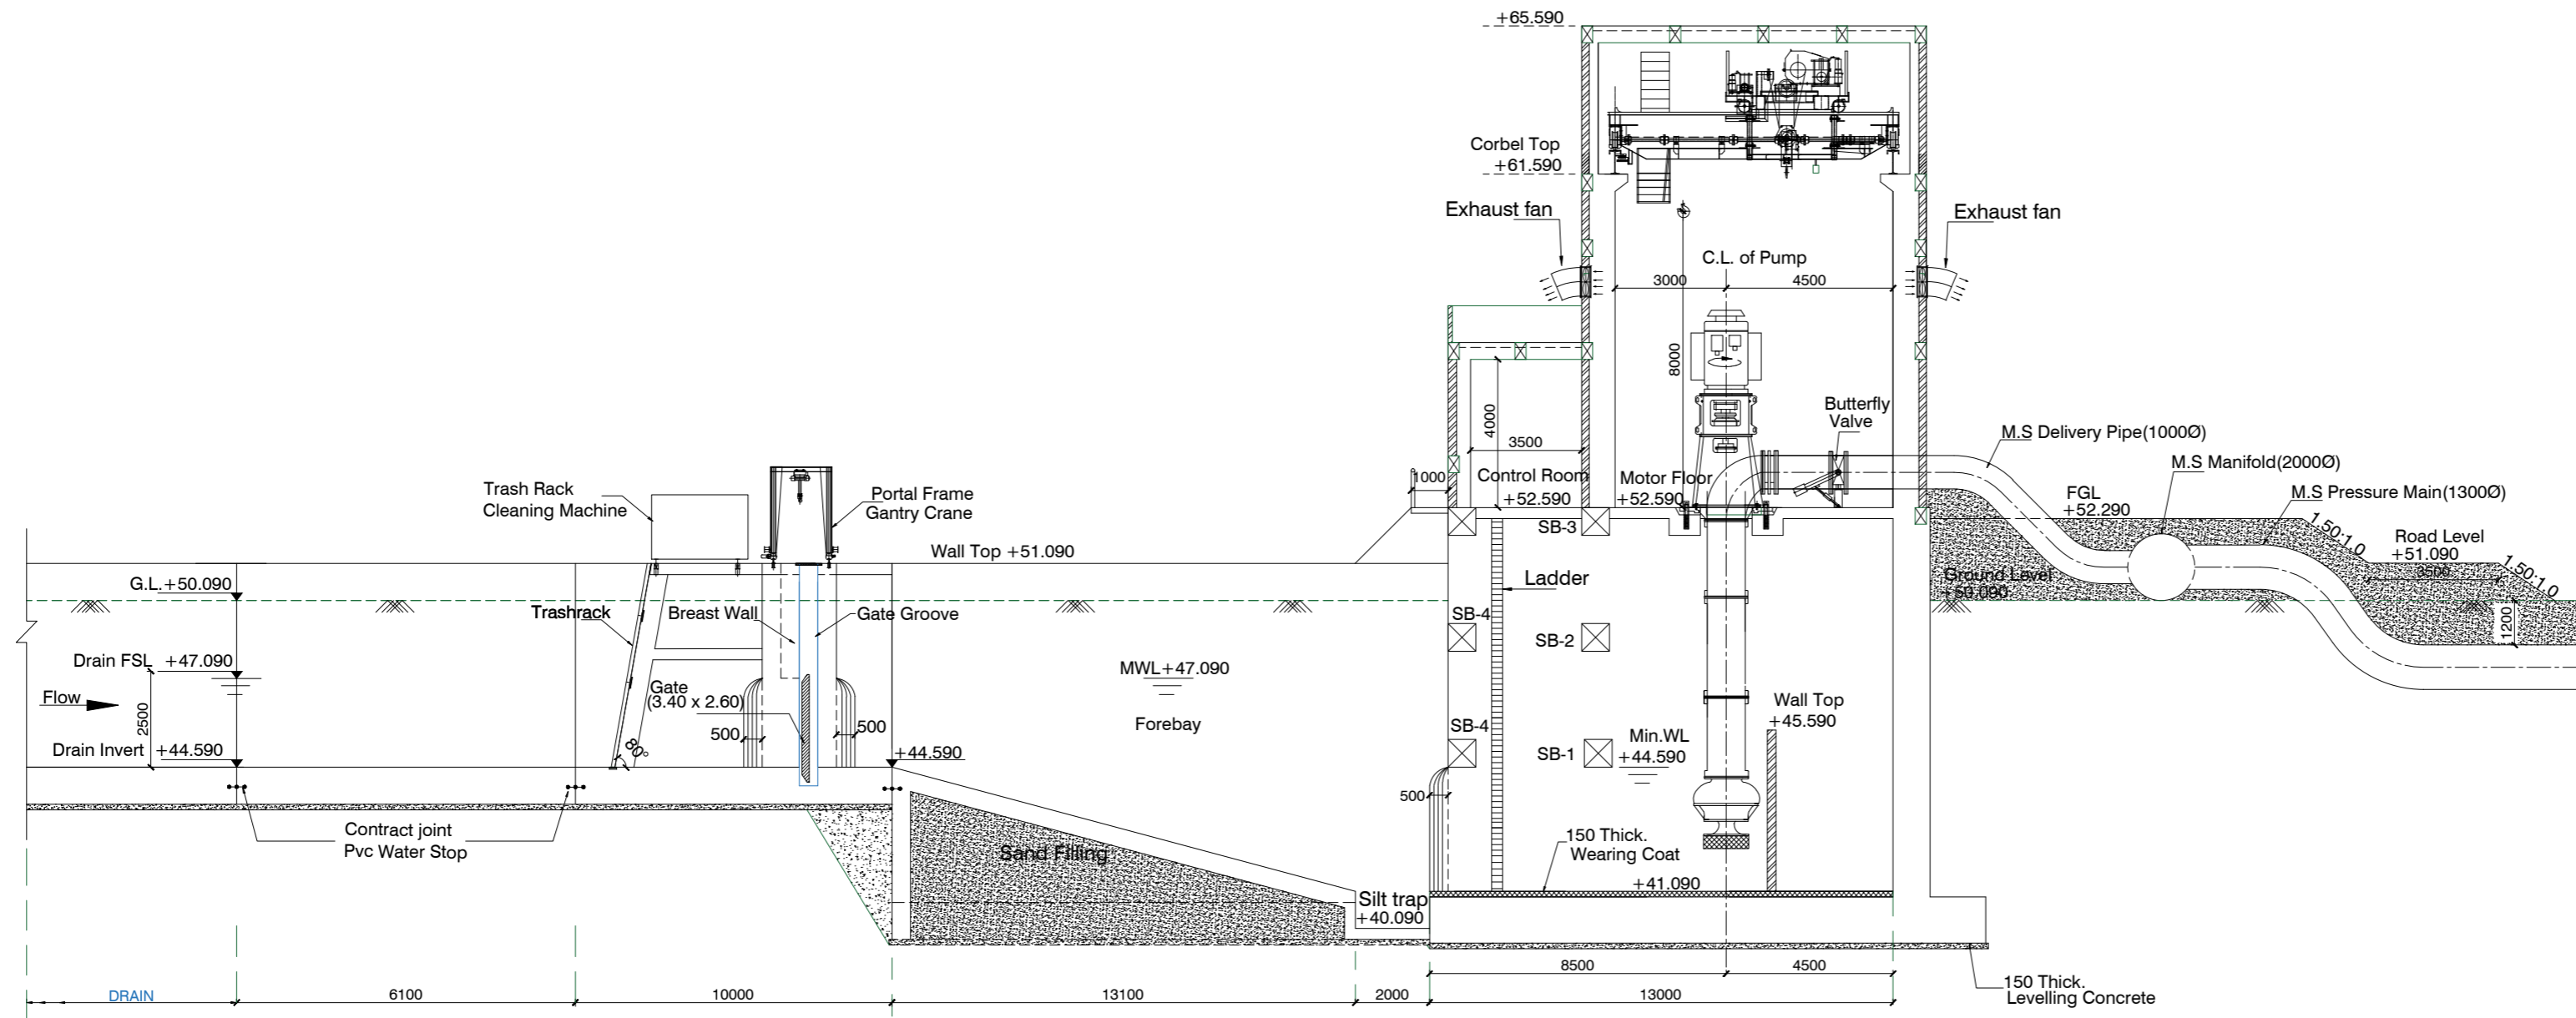 +65.590
Corbel Top
+61.590
Exhaust fan
Exhaust fan
C.L. of Pump
3000
4500
8000
4000
3500
Butterfly
Valve
M.S Delivery Pipe(1000Ø)
M.S Manifold(2000Ø)
M.S Pressure Main(1300Ø)
FGL
+52.290
1.50:1.0
Road Level
+51.090
3500
1.50:1.0
Ground Level
+50.090
1200
1000
Control Room
+52.590
Motor Floor
+52.590
Trash Rack
Cleaning Machine
Portal Frame
Gantry Crane
Wall Top +51.090
G.L.+50.090
Trashrack
Breast Wall
Gate Groove
Drain FSL +47.090
Flow
2500
Drain Invert +44.590
80°
Gate
(3.40 x 2.60)
500
500
+44.590
MWL+47.090
Forebay
SB-3
Ladder
SB-4
SB-2
SB-4
SB-1
Min.WL
+44.590
Wall Top
+45.590
500
150 Thick.
Wearing Coat
+41.090
Contract joint
Pvc Water Stop
Sand Filling
Silt trap
+40.090
8500
4500
150 Thick.
Levelling Concrete
DRAIN
6100
10000
13100
2000
13000